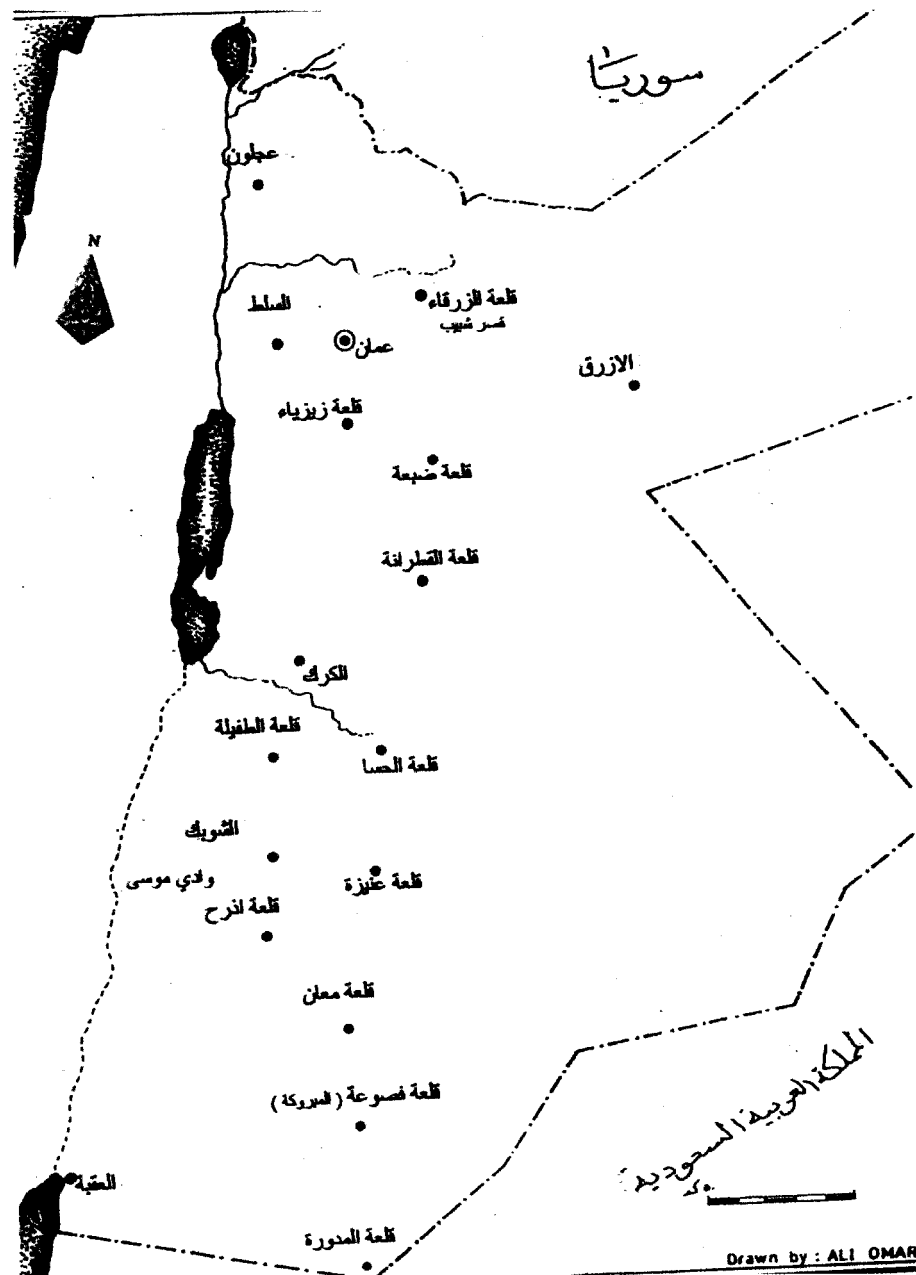 سوريا
عجلون
N
السلط
قلعة الزرقاء
قصر شبيب
عمان
الازرق
قلعة زيزياء
قلعة ضبعة
قلعة القطرانة
الكرك
قلعة الطفيلة
قلعة الحسا
الشوبك
وادي موسى
قلعة عنيزة
قلعة اذرح
قلعة معان
قلعة فصوعة ( المبروكة )
المملكة العربية السعودية
العقبة
قلعة المدورة
Drawn by : ALI OMAR